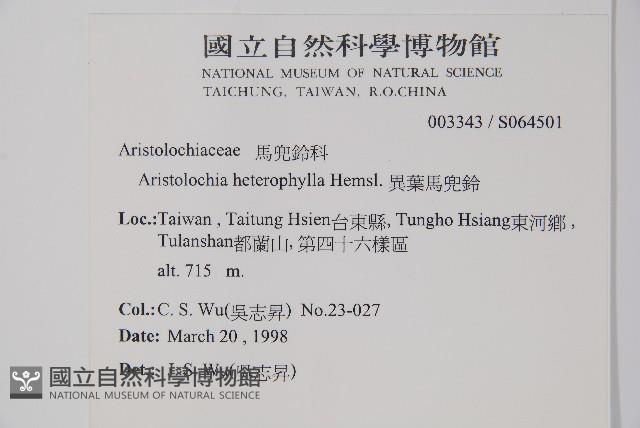 國立自然科學博物館
NATIONAL MUSEUM OF NATURAL SCIENCE
TAICHUNG, TAIWAN, R.O.CHINA
003343 / S064501
Aristolochiaceae 馬兜鈴科
Aristolochia heterophylla Hemsl. 異葉馬兜鈴
Loc.:Taiwan , Taitung Hsien台東縣, Tungho Hsiang東河鄉 ,
Tulanshan都蘭山, 第四十六樣區
alt. 715 m.
Col.: C. S. Wu(吳志昇) No.23-027
Date: March 20 , 1998
Det.: S. Wu(吳志昇)
國立自然科學博物館
NATIONAL MUSEUM OF NATURAL SCIENCE